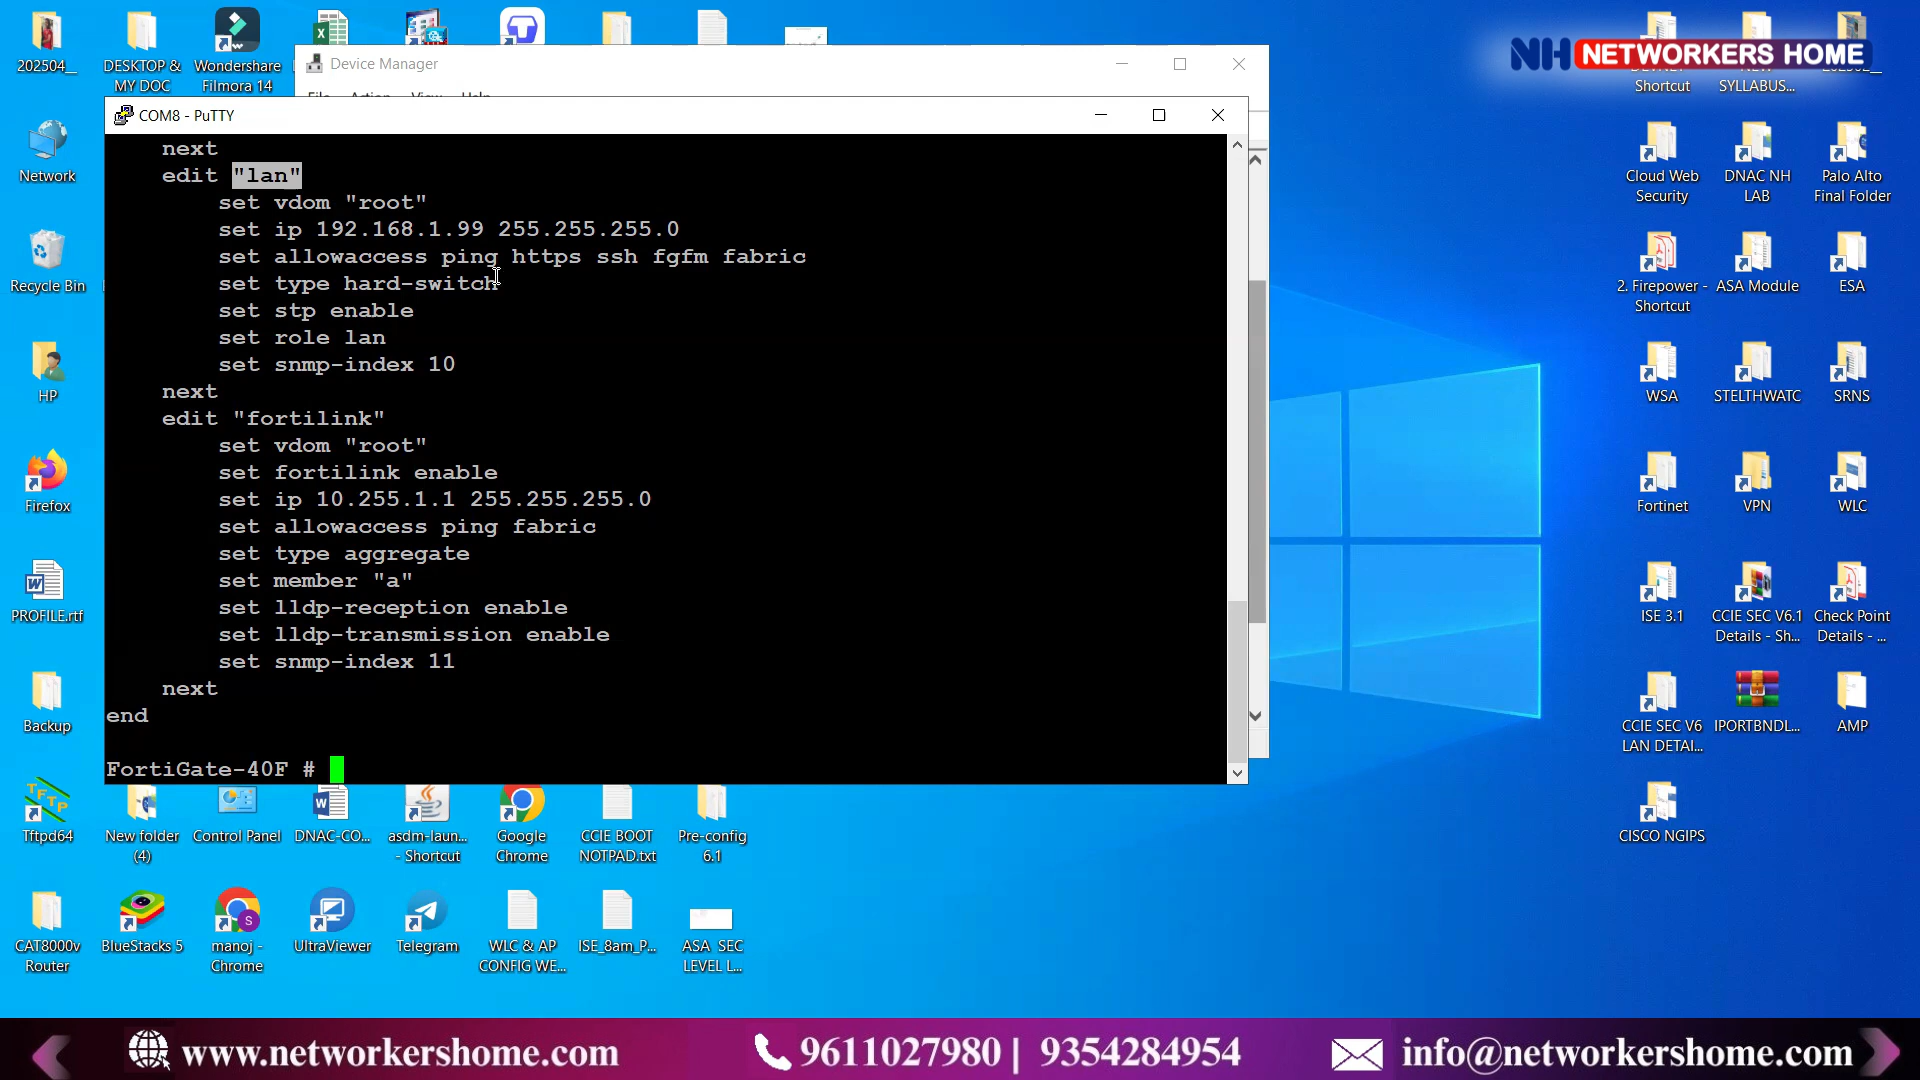 202504__
DESKTOP &
MY DOC
Wondershare
Filmora 14
Device Manager
COM8 - PuTTY
    next
    edit "lan"
        set vdom "root"
        set ip 192.168.1.99 255.255.255.0
        set allowaccess ping https ssh fgfm fabric
        set type hard-switch
        set stp enable
        set role lan
        set snmp-index 10
    next
    edit "fortilink"
        set vdom "root"
        set fortilink enable
        set ip 10.255.1.1 255.255.255.0
        set allowaccess ping fabric
        set type aggregate
        set member "a"
        set lldp-reception enable
        set lldp-transmission enable
        set snmp-index 11
    next
end
FortiGate-40F #
Network
Recycle Bin
HP
Firefox
PROFILE.rtf
Backup
Tftpd64
New folder
(4)
Control Panel
DNAC-CO...
asdm-laun...
- Shortcut
Google
Chrome
CCIE BOOT
NOTPAD.txt
Pre-config
6.1
CAT8000v
Router
BlueStacks 5
manoj -
Chrome
UltraViewer
Telegram
WLC & AP
CONFIG WE...
ISE_8am_P...
ASA SEC
LEVEL L...
NH NETWORKERS HOME
Shortcut
SYLLABUS...
Cloud Web
Security
DNAC NH
LAB
Palo Alto
Final Folder
2. Firepower -
Shortcut
ASA Module
ESA
WSA
STELTHWATC
SRNS
Fortinet
VPN
WLC
ISE 3.1
CCIE SEC V6.1
Details - Sh...
Check Point
Details - ...
CCIE SEC V6
LAN DETAI...
IPORTBNDL...
AMP
CISCO NGIPS
www.networkershome.com
9611027980 | 9354284954
info@networkershome.com